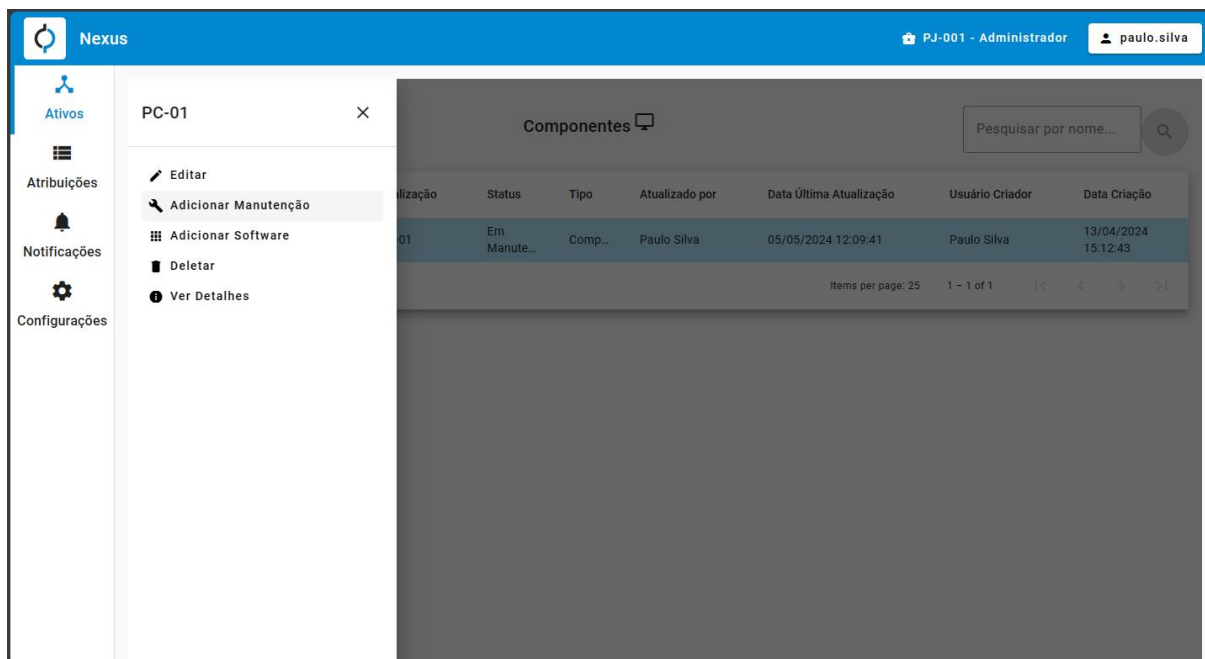 Nexus
PJ-001 - Administrador
paulo.silva
Ativos
Atribuições
Notificações
Configurações
PC-01
Editar
Adicionar Manutenção
Adicionar Software
Deletar
Ver Detalhes
Componentes
Pesquisar por nome...
Status Tipo Atualizado por Data Última Atualização Usuário Criador Data Criação
Em Manute... Comp... Paulo Silva 05/05/2024 12:09:41 Paulo Silva 13/04/2024 15:12:43
Items per page: 25 1 – 1 of 1